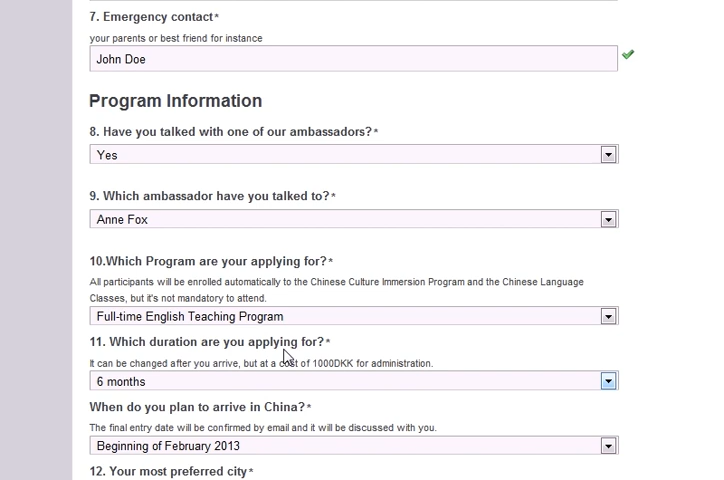 7. Emergency contact*
your parents or best friend for instance
John Doe
Program Information
8. Have you talked with one of our ambassadors?*
Yes
9. Which ambassador have you talked to?*
Anne Fox
10.Which Program are your applying for?*
All participants will be enrolled automatically to the Chinese Culture Immersion Program and the Chinese Language
Classes, but it's not mandatory to attend.
Full-time English Teaching Program
11. Which duration are you applying for?*
It can be changed after you arrive, but at a cost of 1000DKK for administration.
6 months
When do you plan to arrive in China?*
The final entry date will be confirmed by email and it will be discussed with you.
Beginning of February 2013
12. Your most preferred city*